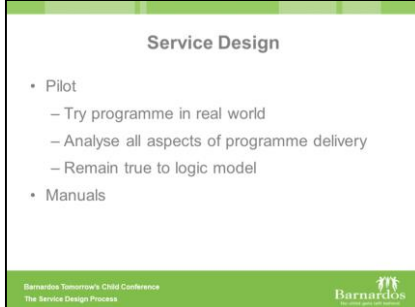 Service Design
• Pilot
– Try programme in real world
– Analyse all aspects of programme delivery
– Remain true to logic model
• Manuals
Barnardos Tomorrow's Child Conference
The Service Design Process
Barnardos